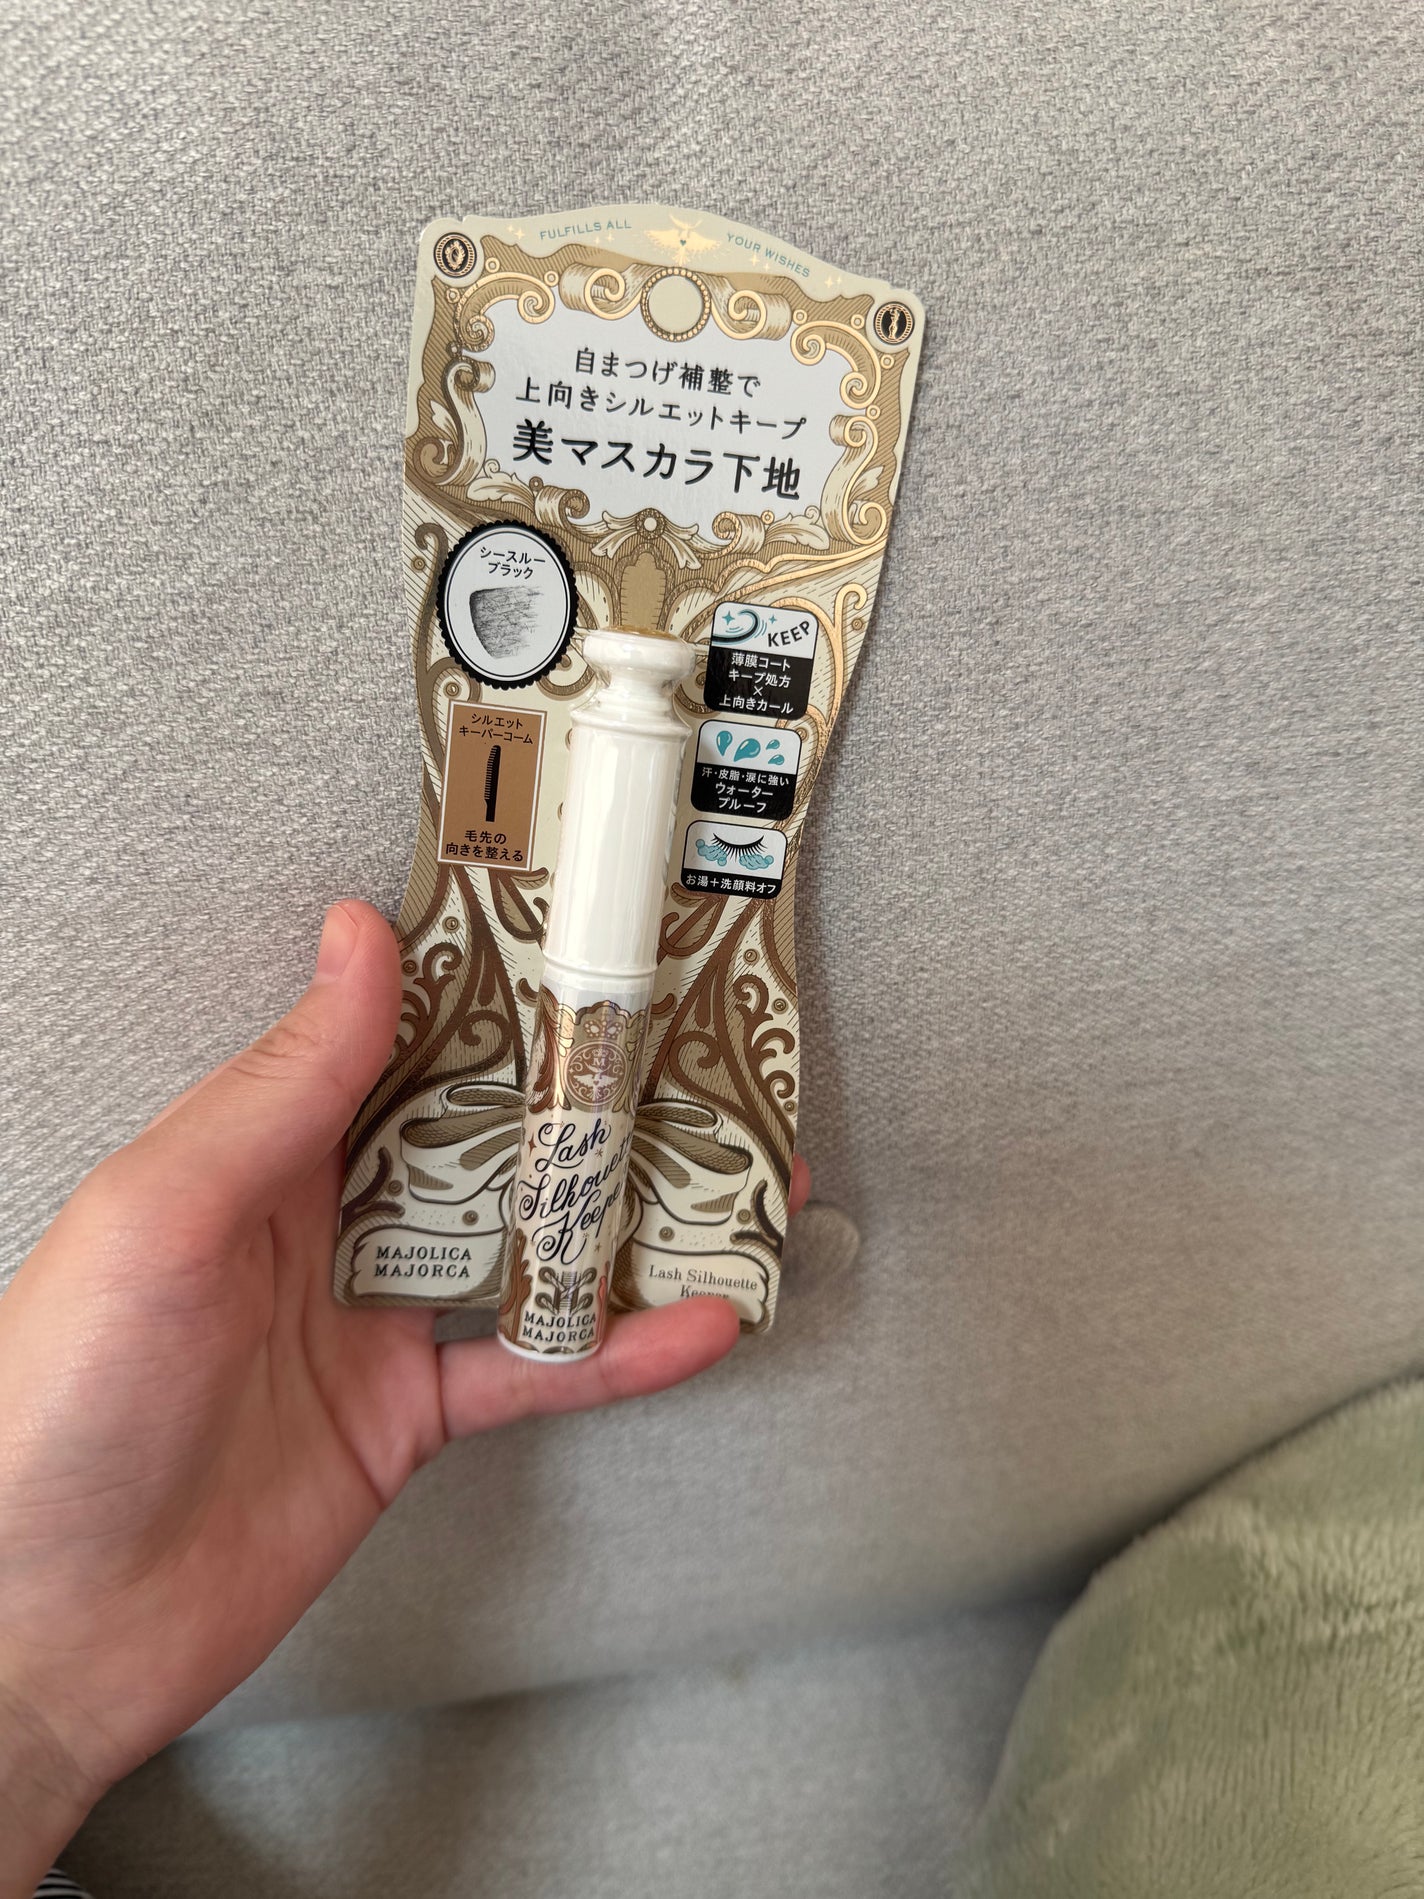 FULFILLS ALL YOUR WISHES
自まつげ補整で
上向きシルエットキープ
美マスカラ下地
シースルー
ブラック
KEEP
薄膜コート
キープ処方
×
上向きカール
シルエット
キーパーコーム
毛先の
向きを整える
汗・皮脂・涙に強い
ウォーター
プルーフ
お湯+洗顔料オフ
M
Lash
Silhouette
Keeper
MAJOLICA
MAJORCA
MAJOLICA
MAJORCA
Lash Silhouette
Keeper